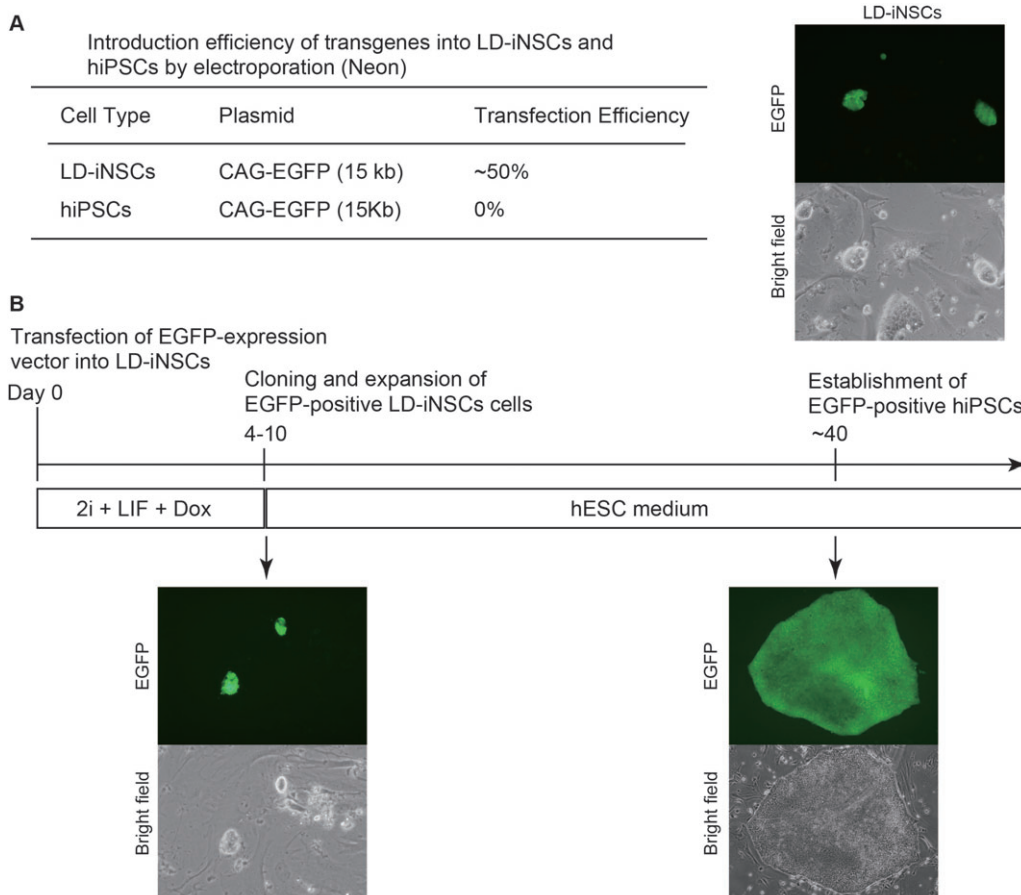 A
Introduction efficiency of transgenes into LD-iNSCs and
hiPSCs by electroporation (Neon)
Cell Type Plasmid Transfection Efficiency
LD-iNSCs CAG-EGFP (15 kb) ~50%
hiPSCs CAG-EGFP (15Kb) 0%
LD-iNSCs
EGFP
Bright field
B
Transfection of EGFP-expression
vector into LD-iNSCs
Day 0
Cloning and expansion of
EGFP-positive LD-iNSCs cells
4-10
Establishment of
EGFP-positive hiPSCs
~40
2i + LIF + Dox
hESC medium
EGFP
Bright field
EGFP
Bright field